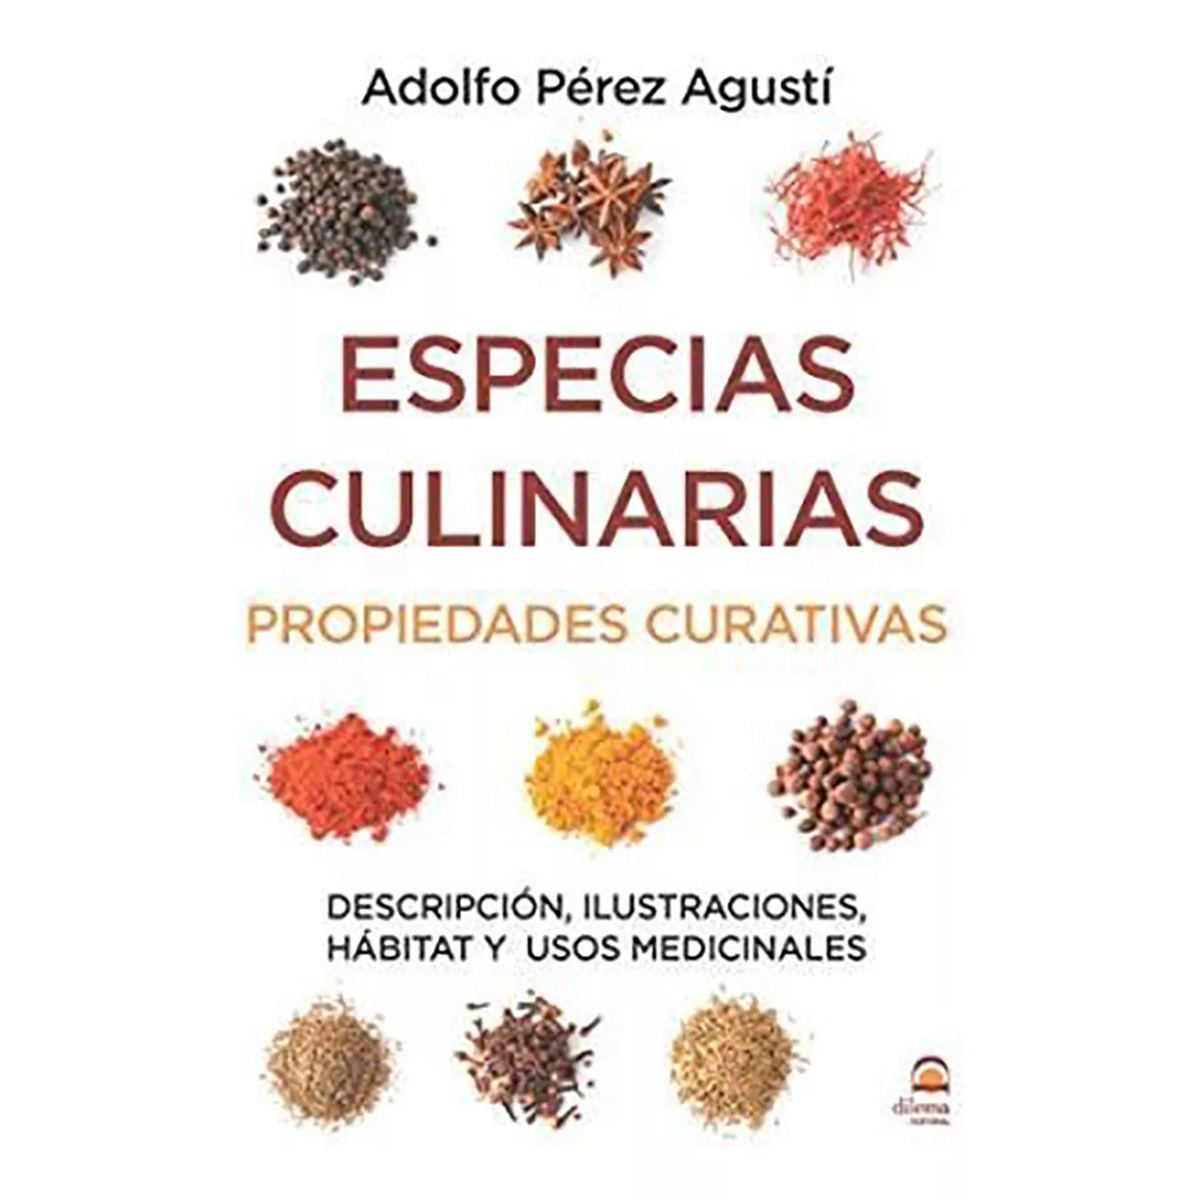 Adolfo Pérez Agustí
ESPECIAS
CULINARIAS
PROPIEDADES CURATIVAS
DESCRIPCIÓN, ILUSTRACIONES,
HÁBITAT Y USOS MEDICINALES
dilema